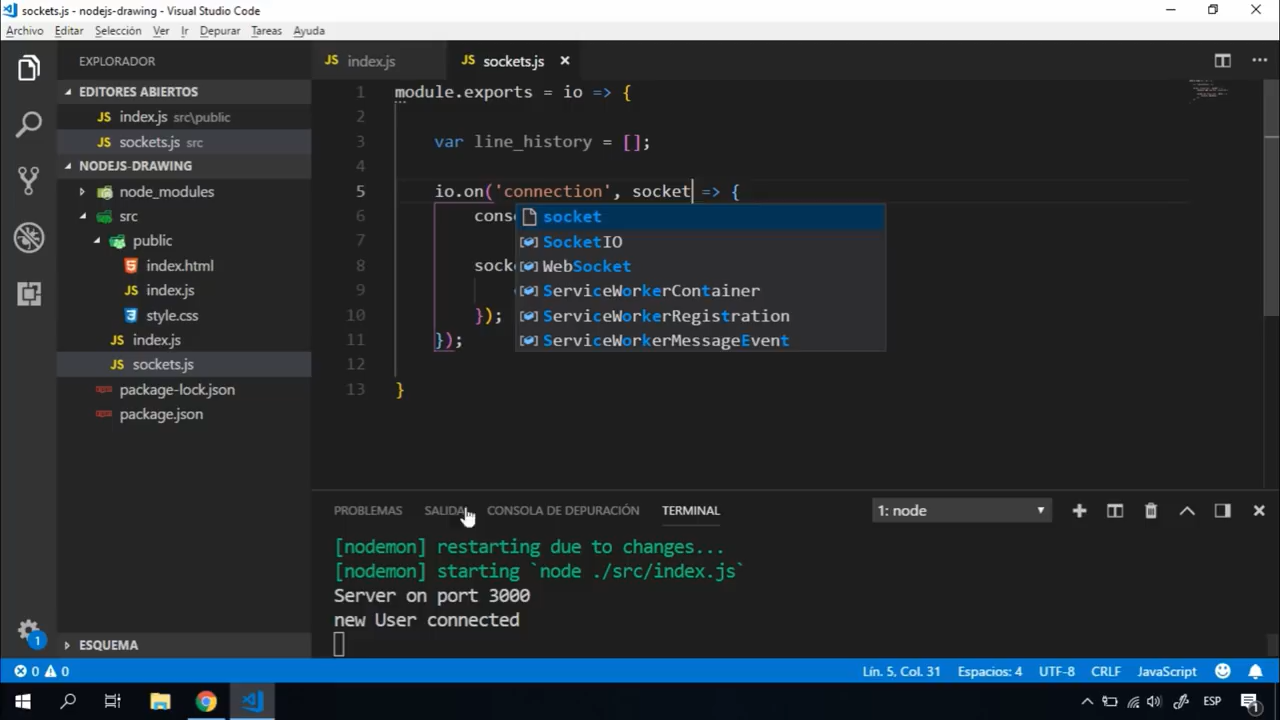 sockets.js - nodejs-drawing - Visual Studio Code
Archivo Editar Selección Ver Ir Depurar Tareas Ayuda
EXPLORADOR
EDITORES ABIERTOS
index.js src\public
sockets.js src
NODEJS-DRAWING
node_modules
src
public
index.html
index.js
style.css
index.js
sockets.js
package-lock.json
package.json
ESQUEMA
index.js sockets.js
1 module.exports = io => {
2
3 var line_history = [];
4
5 io.on('connection', socket => {
6 cons
7
8 sock
9
10 });
11 });
12
13 }
socket
SocketIO
WebSocket
ServiceWorkerContainer
ServiceWorkerRegistration
ServiceWorkerMessageEvent
PROBLEMAS SALIDA CONSOLA DE DEPURACIÓN TERMINAL 1: node
[nodemon] restarting due to changes...
[nodemon] starting `node ./src/index.js`
Server on port 3000
new User connected
1
0 0 Lín. 5, Col. 31 Espacios: 4 UTF-8 CRLF JavaScript
ESP 1